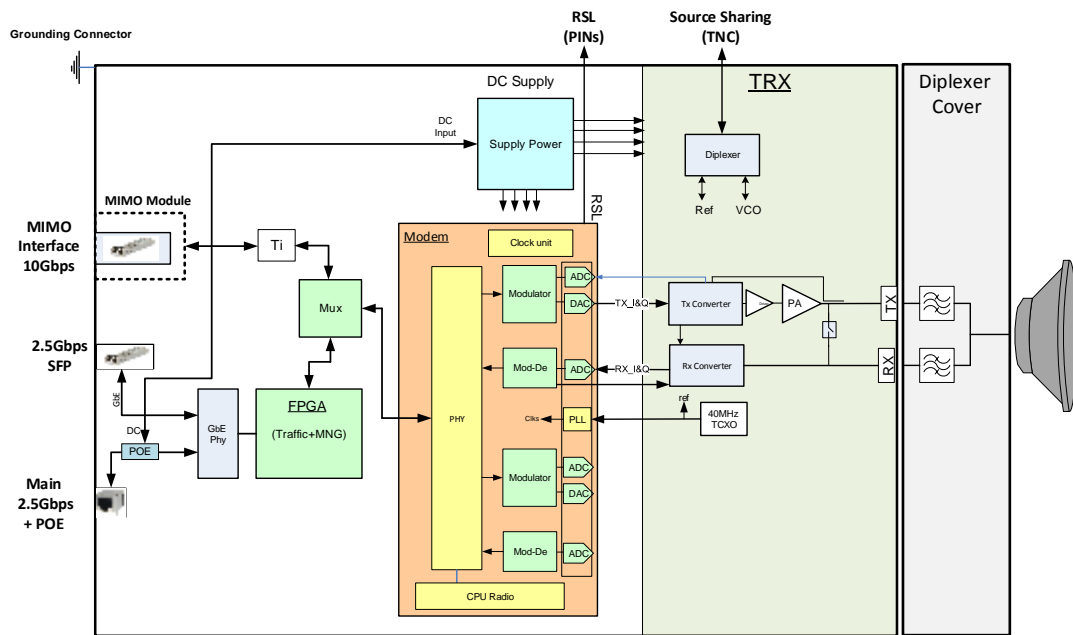 Grounding Connector
RSL
(PINs)
Source Sharing
(TNC)
DC Supply
TRX
Diplexer
Cover
DC
Input
Supply Power
Diplexer
Ref
VCO
MIMO Module
MIMO
Interface
10Gbps
Ti
Mux
RSL
Modem
Clock unit
Modulator
ADC
DAC
TX_I&Q
Tx Converter
PA
TX
Mod-De
ADC
RX_I&Q
Rx Converter
RX
2.5Gbps
SFP
GbE
DC
POE
GbE
Phy
FPGA
(Traffic+MNG)
PHY
Clks
PLL
ref
40MHz
TCXO
Modulator
ADC
DAC
Main
2.5Gbps
+ POE
Mod-De
ADC
CPU Radio